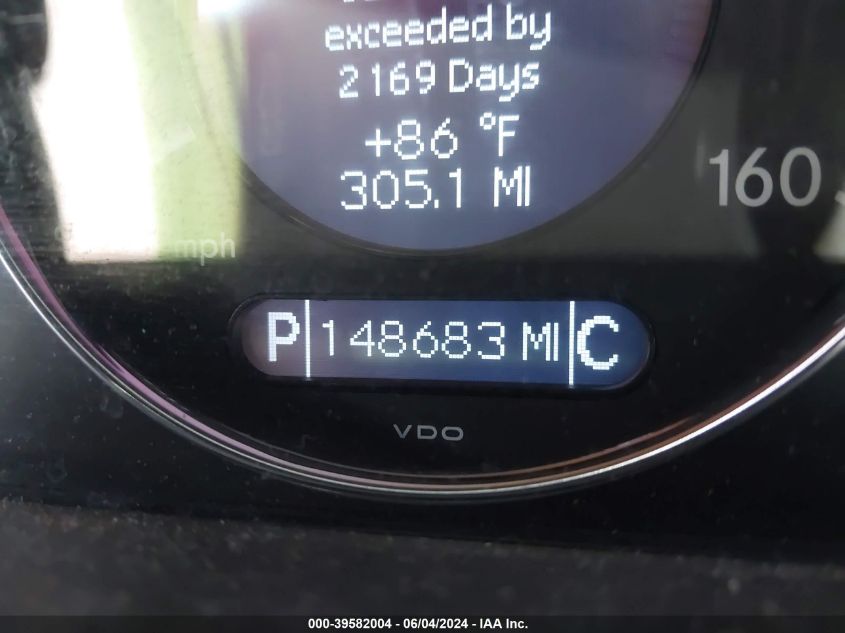 exceeded by
2169 Days
+86 °F
305.1 MI
160
mph
P 148683 MI C
VDO
000-39582004 - 06/04/2024 - IAA Inc.